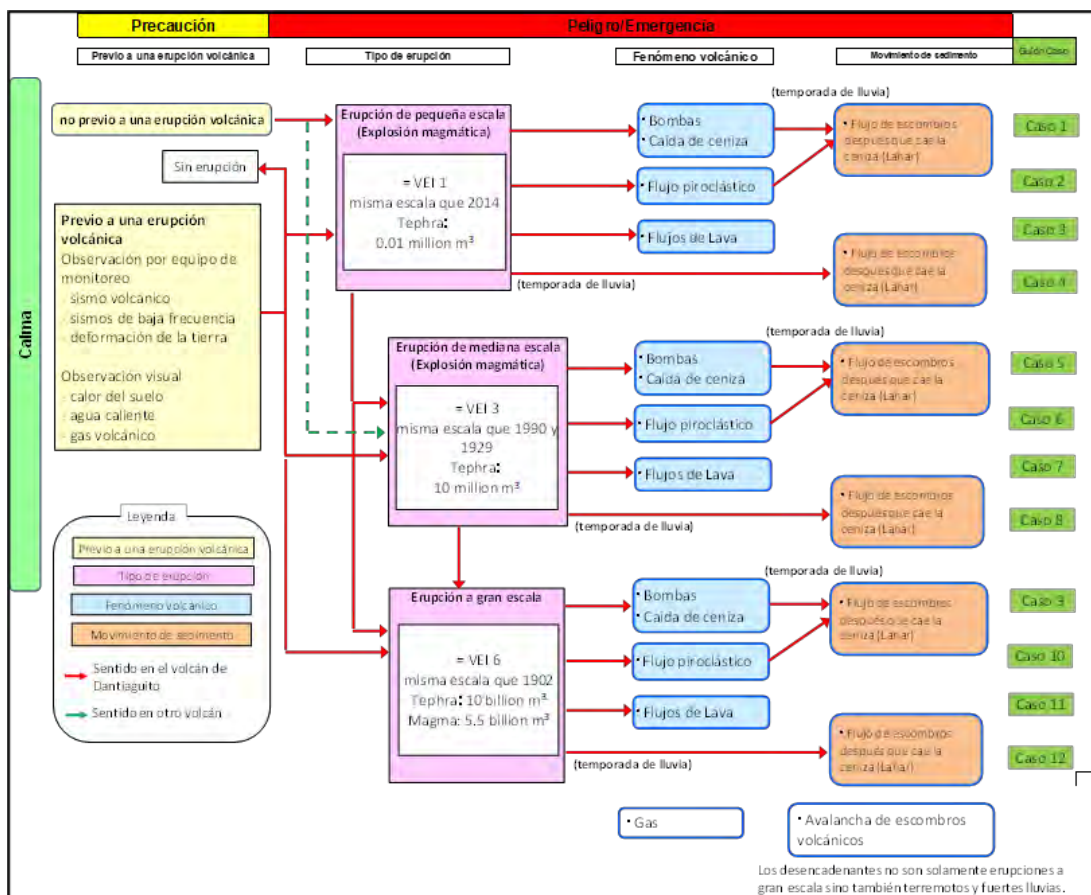 Precaución
Peligro/Emergencia
Previo a una erupción volcánica
Tipo de erupción
Fenómeno volcánico
Movimiento de sedimento
Guión Caso
Calma
no previo a una erupción volcánica
Sin erupción
Previo a una erupción
volcánica
Observación por equipo de
monitoreo
- sismo volcánico
- sismos de baja frecuencia
- deformación de la tierra
Observación visual
- calor del suelo
- agua caliente
- gas volcánico
Leyenda
Previo a una erupción volcánica
Tipo de erupción
Fenómeno volcánico
Movimiento de sedimento
Sentido en el volcán de
Dantiaguito
Sentido en otro volcán
Erupción de pequeña escala
(Explosión magmática)
= VEI 1
misma escala que 2014
Tephra:
0.01 million m³
(temporada de lluvia)
・Bombas
・Caida de ceniza
・Flujo piroclástico
・Flujos de Lava
(temporada de lluvia)
・Flujo de escombros
después que cae la
ceniza (Lahar)
・Flujo de escombros
después que cae la
ceniza (Lahar)
Caso 1
Caso 2
Caso 3
Caso 4
Erupción de mediana escala
(Explosión magmática)
= VEI 3
misma escala que 1990 y
1929
Tephra:
10 million m³
(temporada de lluvia)
・Bombas
・Caida de ceniza
・Flujo piroclástico
・Flujos de Lava
(temporada de lluvia)
・Flujo de escombros
después que cae la
ceniza (Lahar)
・Flujo de escombros
después que cae la
ceniza (Lahar)
Caso 5
Caso 6
Caso 7
Caso 8
Erupción a gran escala
= VEI 6
misma escala que 1902
Tephra: 10 billion m³
Magma: 5.5 billion m³
(temporada de lluvia)
・Bombas
・Caida de ceniza
・Flujo piroclástico
・Flujos de Lava
(temporada de lluvia)
・Flujo de escombros
después que cae la
ceniza (Lahar)
・Flujo de escombros
después que cae la
ceniza (Lahar)
Caso 9
Caso 10
Caso 11
Caso 12
・Gas
・Avalancha de escombros
volcánicos
Los desencadenantes no son solamente erupciones a
gran escala sino también terremotos y fuertes lluvias.